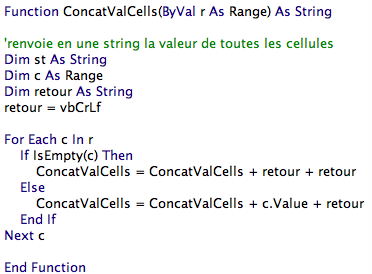 Function ConcatValCells(ByVal r As Range) As String
'renvoie en une string la valeur de toutes les cellules
Dim st As String
Dim c As Range
Dim retour As String
retour = vbCrLf
For Each c In r
If IsEmpty(c) Then
ConcatValCells = ConcatValCells + retour + retour
Else
ConcatValCells = ConcatValCells + c.Value + retour
End If
Next c
End Function